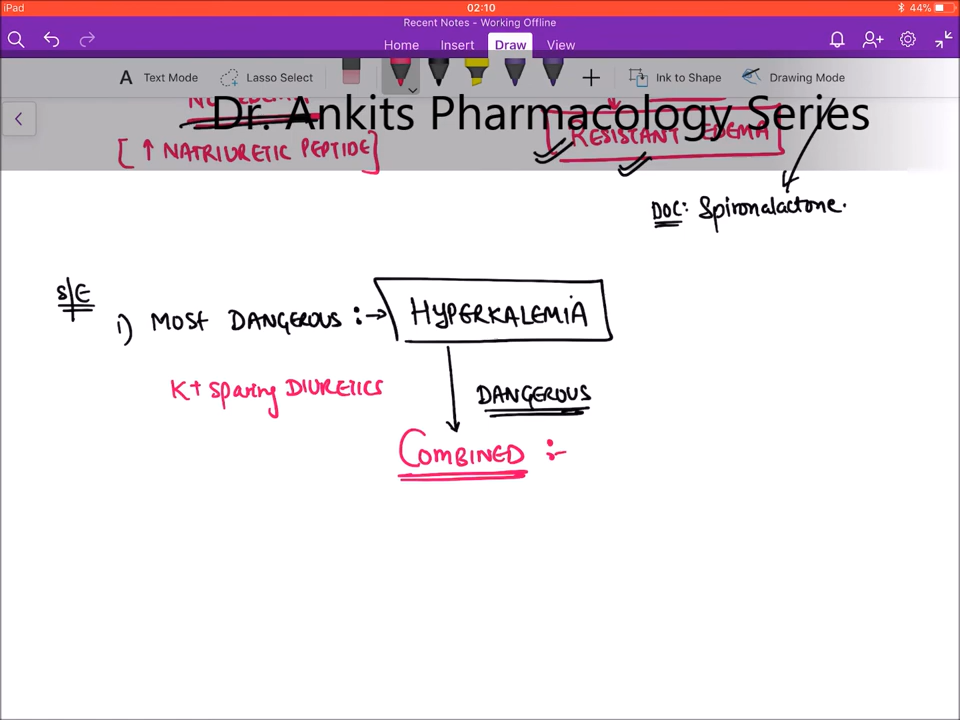 iPad 02:10 44%
Recent Notes - Working Offline
Home Insert Draw View
A Text Mode Lasso Select Ink to Shape Drawing Mode
Dr. Ankits Pharmacology Series
RESISTANT EDEMA
[↑ NATRIURETIC PEPTIDE]
DOC: Spironalactone.
S/E
1) MOST DANGEROUS :→ HYPERKALEMIA
K+ Sparing DIURETICS
DANGEROUS
COMBINED :-